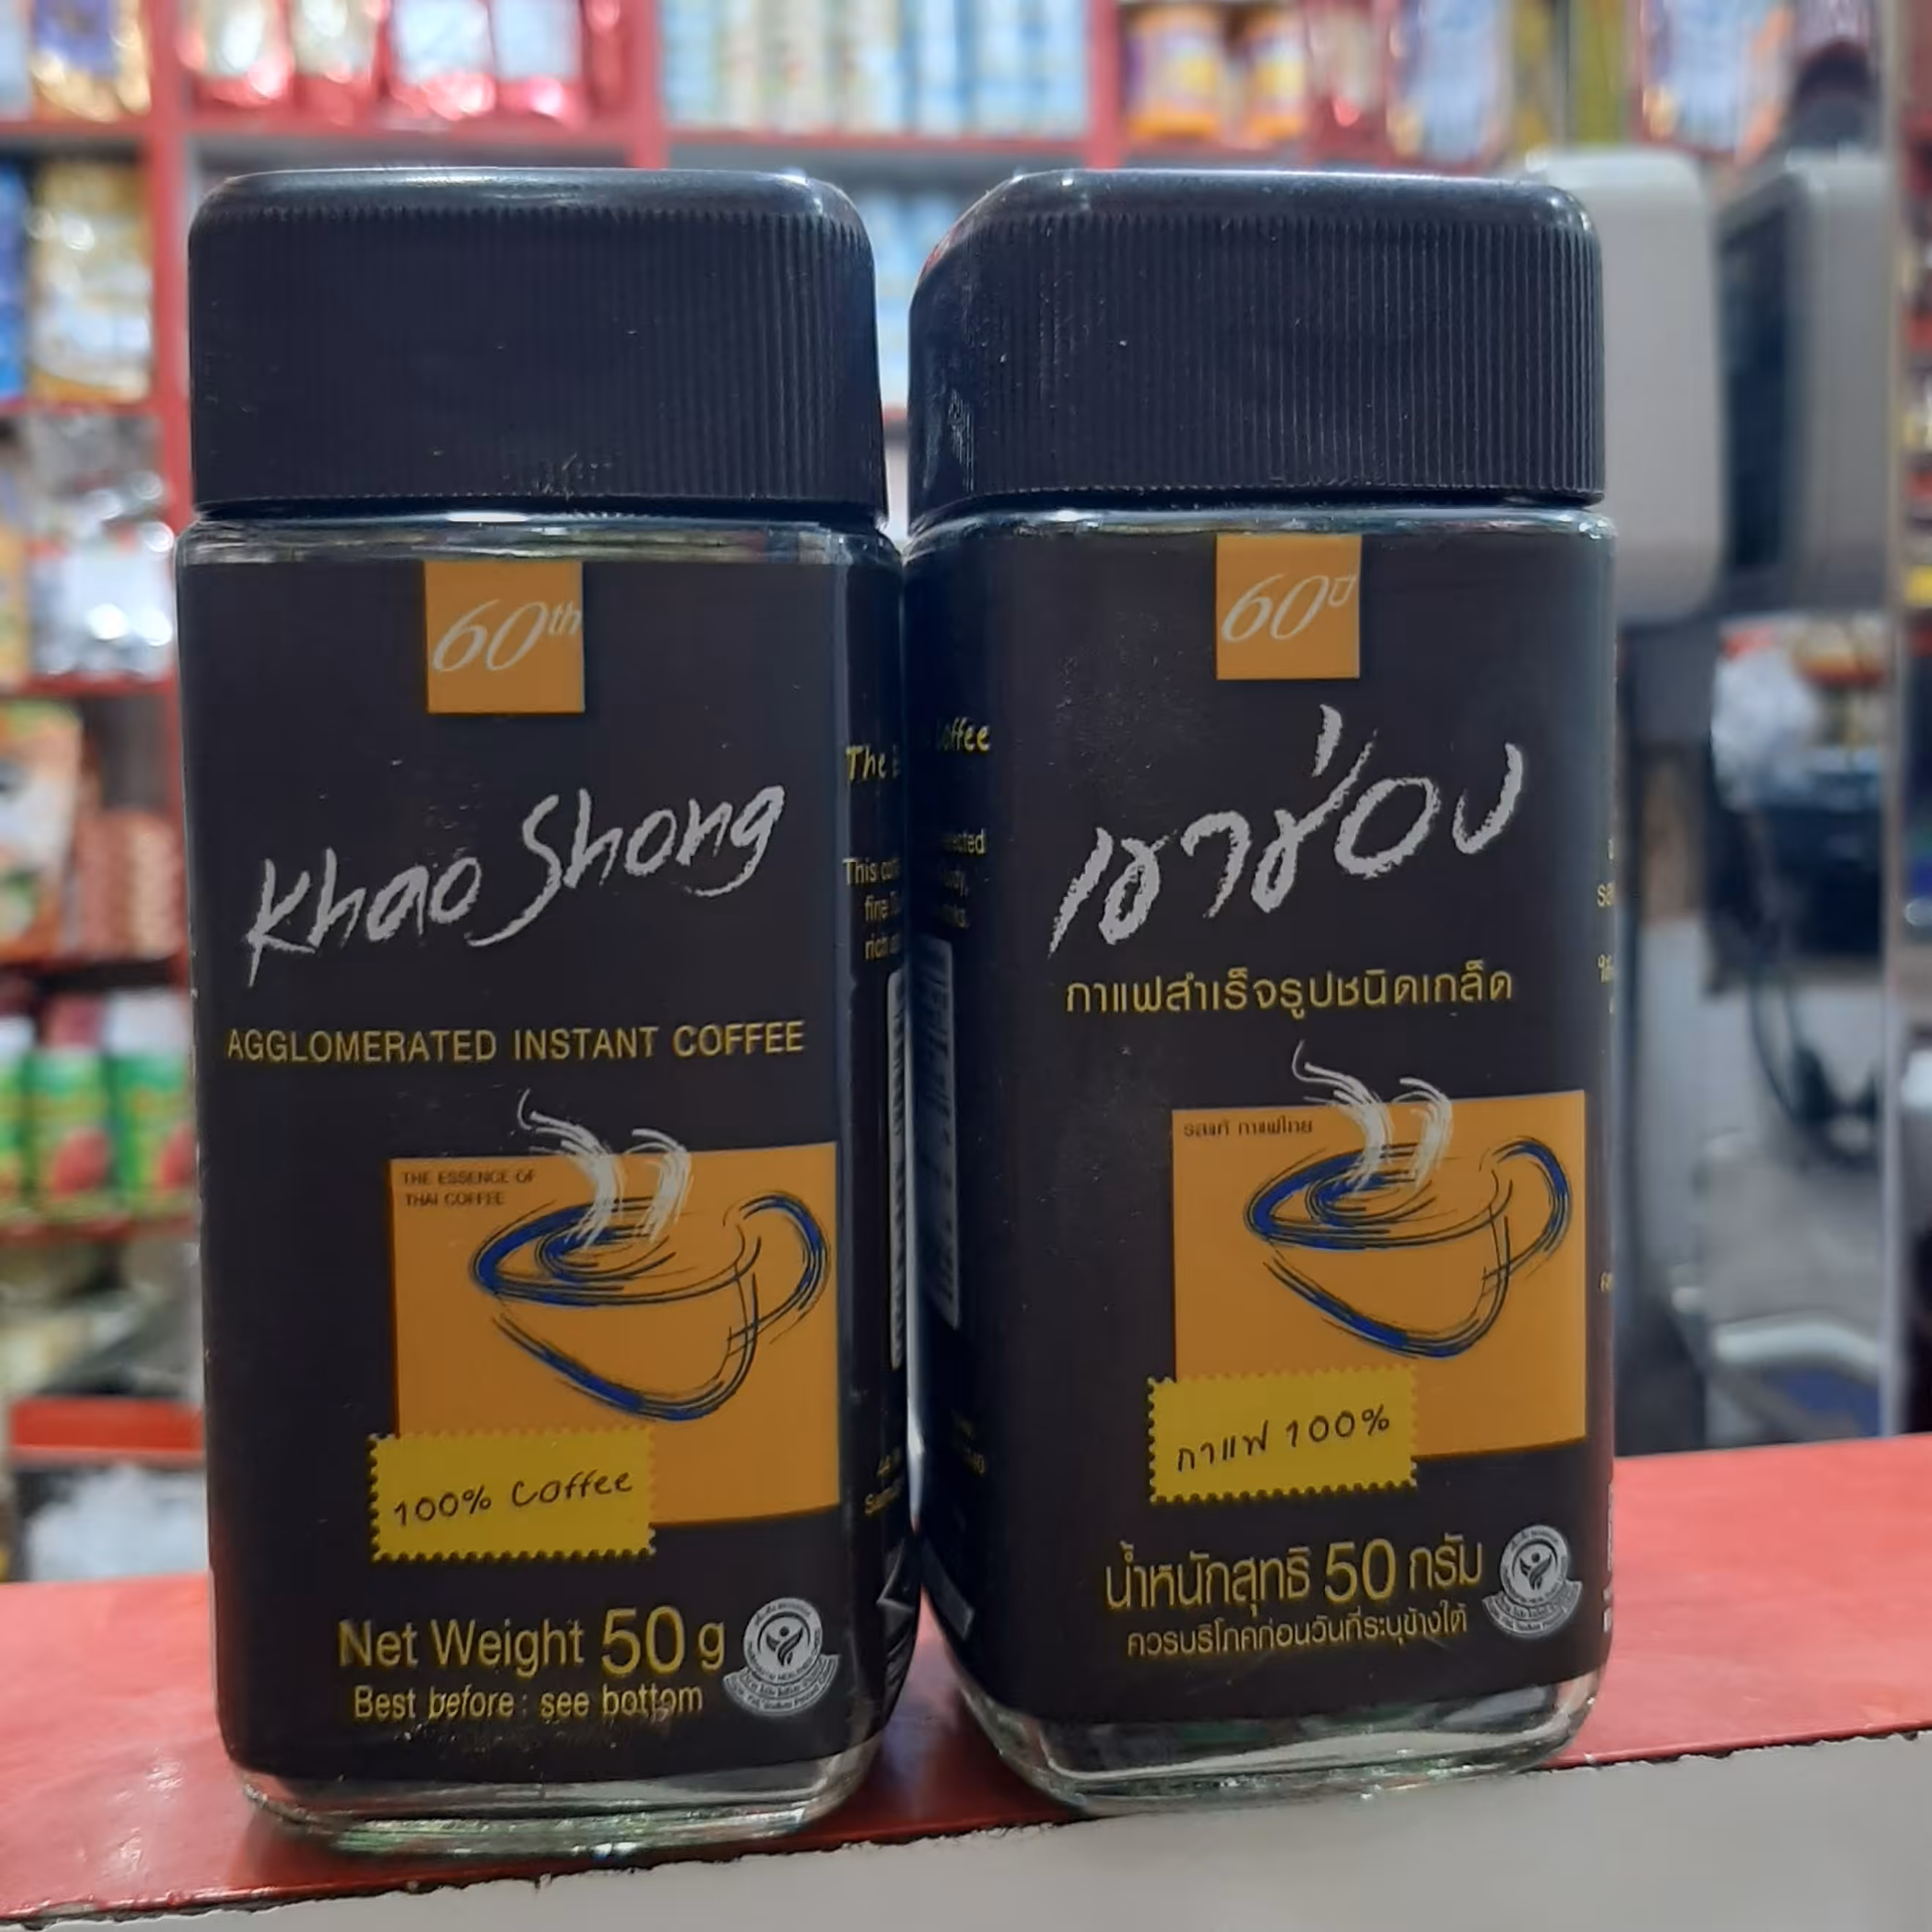 60th
Khao Shong
AGGLOMERATED INSTANT COFFEE
THE ESSENCE OF
THAI COFFEE
100% Coffee
Net Weight 50 g
Best before : see bottom
The
This
fine
rich
Coffee
60ปี
เขาช่อง
กาแฟสำเร็จรูปชนิดเกล็ด
รสแท้ กาแฟไทย
กาแฟ 100%
น้ำหนักสุทธิ 50 กรัม
ควรบริโภคก่อนวันที่ระบุข้างใต้